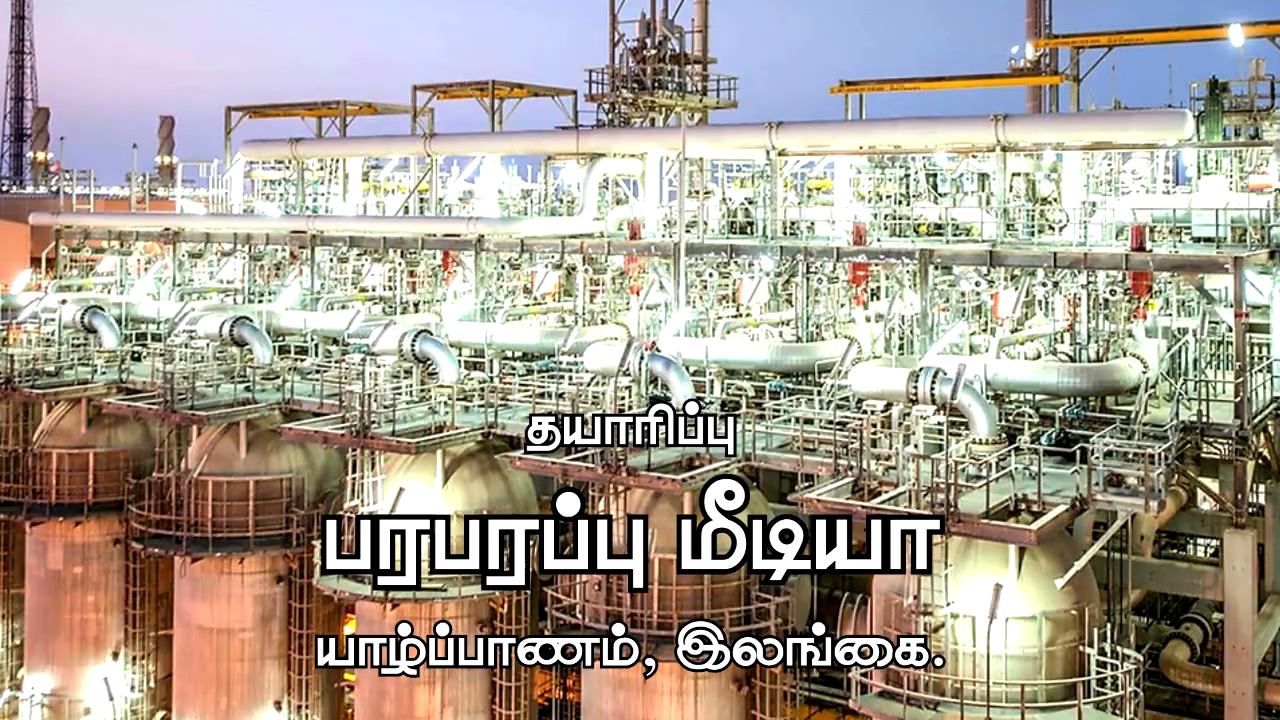 தயாரிப்பு
பரபரப்பு மீடியா
யாழ்ப்பாணம், இலங்கை.